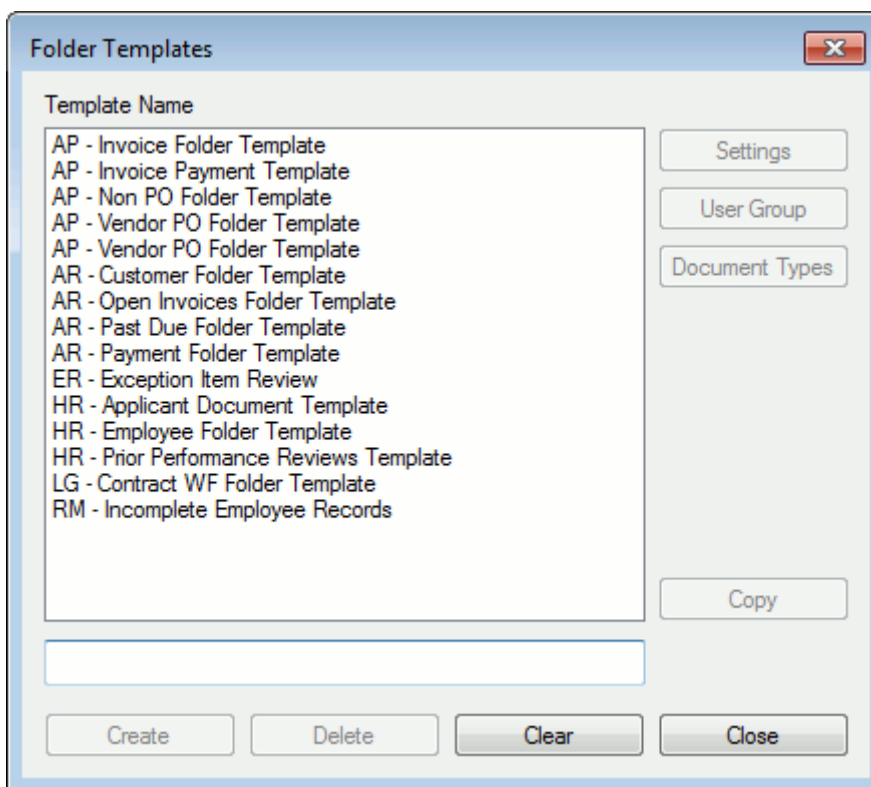 Folder Templates
Template Name
AP - Invoice Folder Template
AP - Invoice Payment Template
AP - Non PO Folder Template
AP - Vendor PO Folder Template
AP - Vendor PO Folder Template
AR - Customer Folder Template
AR - Open Invoices Folder Template
AR - Past Due Folder Template
AR - Payment Folder Template
ER - Exception Item Review
HR - Applicant Document Template
HR - Employee Folder Template
HR - Prior Performance Reviews Template
LG - Contract WF Folder Template
RM - Incomplete Employee Records
Settings
User Group
Document Types
Copy
Create
Delete
Clear
Close